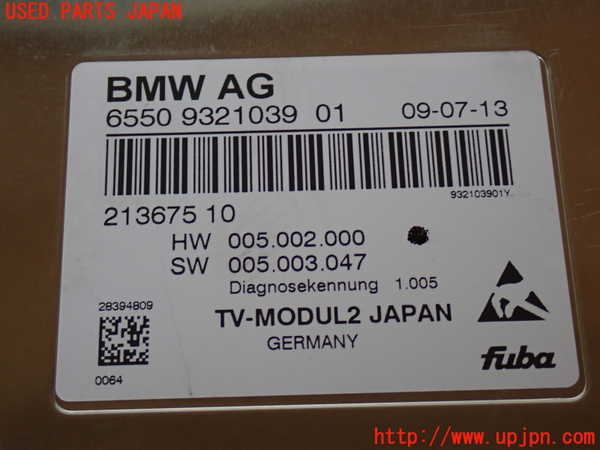 USED PARTS JAPAN
BMW AG
6550 9321039 01 09-07-13
932103901Y
213675 10
HW 005.002.000
SW 005.003.047
Diagnosekennung 1.005
28394809
TV-MODUL2 JAPAN
GERMANY
0064
fuba
http://www.upjpn.com